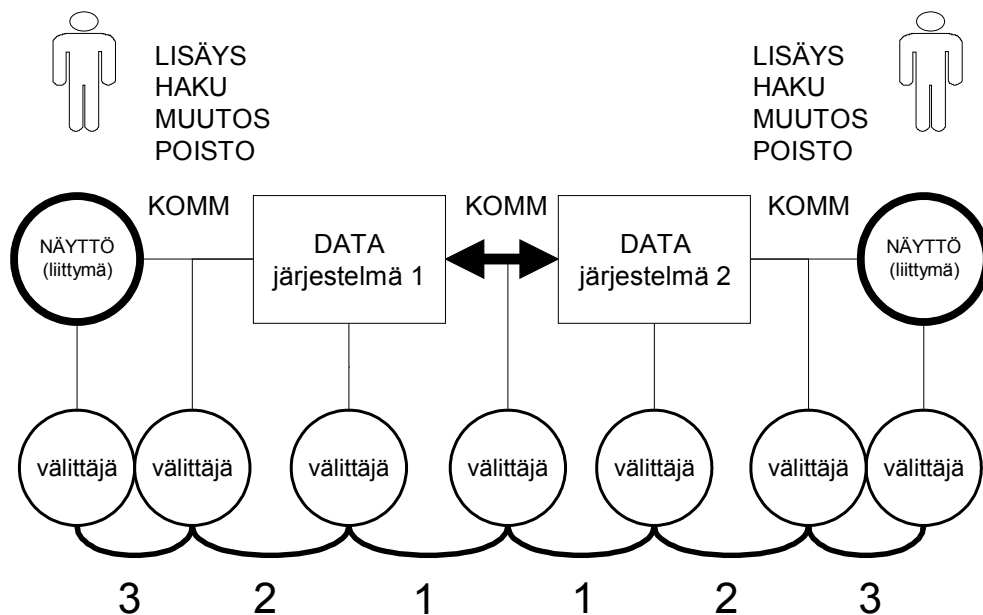 LISÄYS
HAKU
MUUTOS
POISTO
LISÄYS
HAKU
MUUTOS
POISTO
KOMM
KOMM
KOMM
NÄYTTÖ
(liittymä)
DATA
järjestelmä 1
DATA
järjestelmä 2
NÄYTTÖ
(liittymä)
välittäjä
välittäjä
välittäjä
välittäjä
välittäjä
välittäjä
välittäjä
3 2 1 1 2 3